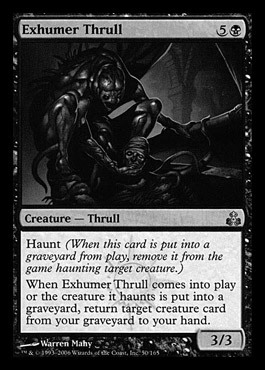 Exhumer Thrull 5
Creature — Thrull
Haunt (When this card is put into a
graveyard from play, remove it from the
game haunting target creature.)
When Exhumer Thrull comes into play
or the creature it haunts is put into a
graveyard, return target creature card
from your graveyard to your hand.
Warren Mahy
3/3
™ & © 1993–2006 Wizards of the Coast, Inc. 50/165